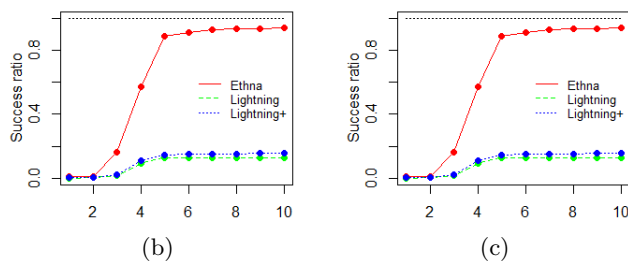 Success ratio
0.0 0.4 0.8
Ethna
Lightning
Lightning+
2 4 6 8 10
(b)
Success ratio
0.0 0.4 0.8
Ethna
Lightning
Lightning+
2 4 6 8 10
(c)